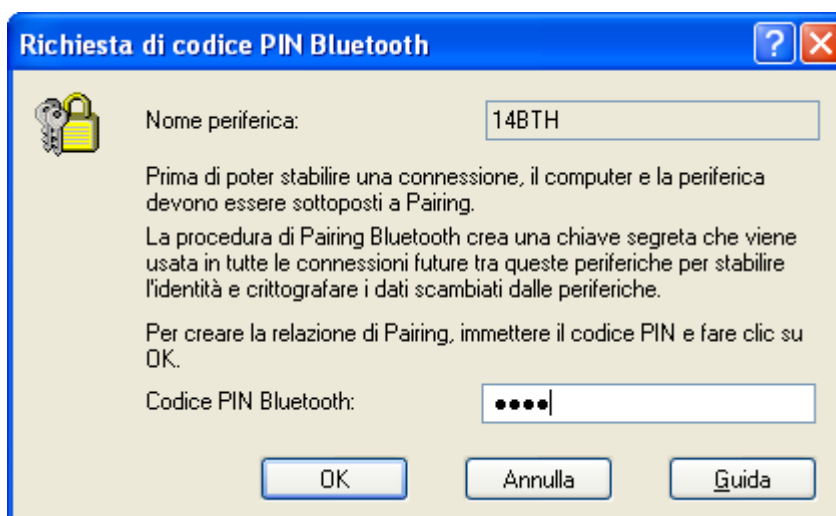 Richiesta di codice PIN Bluetooth
Nome periferica: 14BTH
Prima di poter stabilire una connessione, il computer e la periferica
devono essere sottoposti a Pairing.
La procedura di Pairing Bluetooth crea una chiave segreta che viene
usata in tutte le connessioni future tra queste periferiche per stabilire
l'identità e crittografare i dati scambiati dalle periferiche.
Per creare la relazione di Pairing, immettere il codice PIN e fare clic su
OK.
Codice PIN Bluetooth: ●●●●
OK Annulla Guida